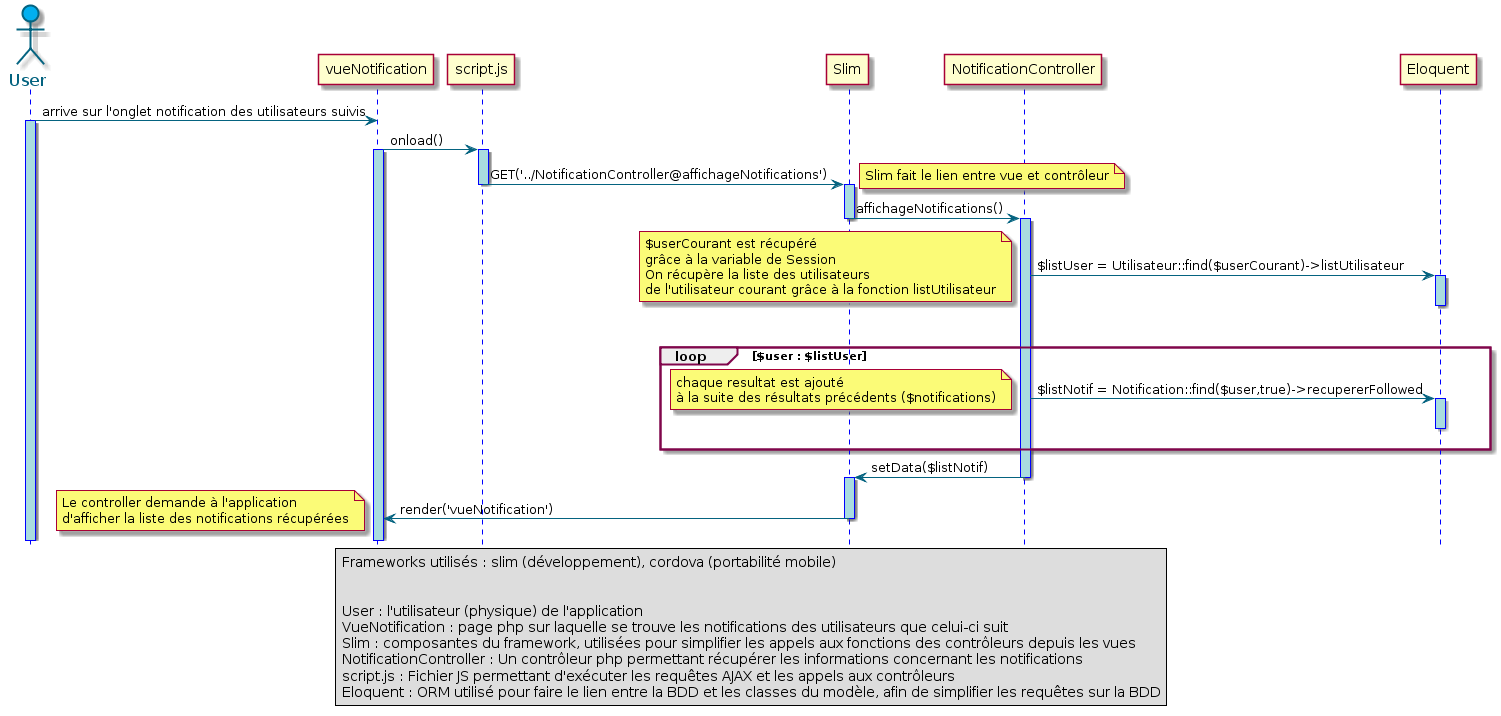 User
vueNotification
script.js
Slim
NotificationController
Eloquent
arrive sur l'onglet notification des utilisateurs suivis
onload()
GET('../NotificationController@affichageNotifications')
Slim fait le lien entre vue et contrôleur
affichageNotifications()
$userCourant est récupéré
grâce à la variable de Session
On récupère la liste des utilisateurs
de l'utilisateur courant grâce à la fonction listUtilisateur
$listUser = Utilisateur::find($userCourant)->listUtilisateur
loop
[$user : $listUser]
chaque resultat est ajouté
à la suite des résultats précédents ($notifications)
$listNotif = Notification::find($user,true)->recupererFollowed
setData($listNotif)
Le controller demande à l'application
d'afficher la liste des notifications récupérées
render('vueNotification')
Frameworks utilisés : slim (développement), cordova (portabilité mobile)
User : l'utilisateur (physique) de l'application
VueNotification : page php sur laquelle se trouve les notifications des utilisateurs que celui-ci suit
Slim : composantes du framework, utilisées pour simplifier les appels aux fonctions des contrôleurs depuis les vues
NotificationController : Un contrôleur php permettant récupérer les informations concernant les notifications
script.js : Fichier JS permettant d'exécuter les requêtes AJAX et les appels aux contrôleurs
Eloquent : ORM utilisé pour faire le lien entre la BDD et les classes du modèle, afin de simplifier les requêtes sur la BDD